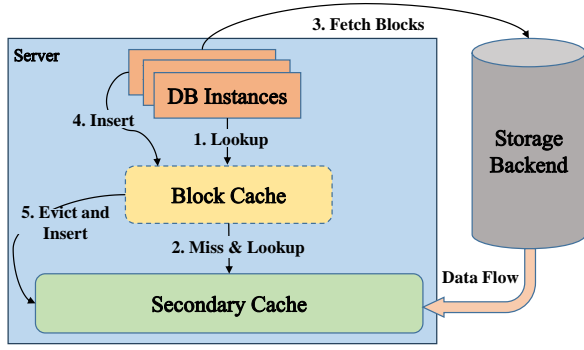 3. Fetch Blocks
Server
DB Instances
4. Insert
1. Lookup
Storage
Backend
Block Cache
5. Evict and
Insert
2. Miss & Lookup
Data Flow
Secondary Cache